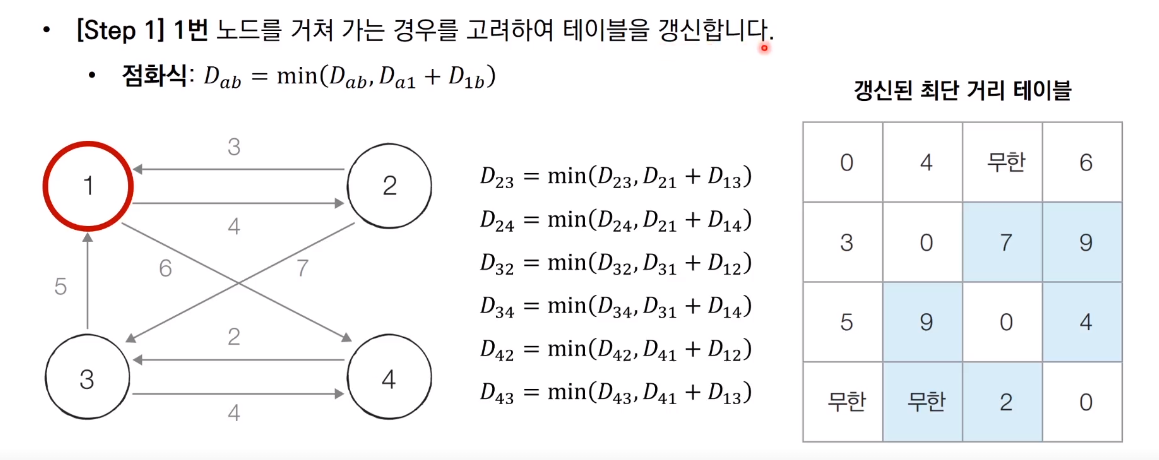 • [Step 1] 1번 노드를 거쳐 가는 경우를 고려하여 테이블을 갱신합니다.
• 점화식: D_{ab} = min(D_{ab}, D_{a1} + D_{1b})
갱신된 최단 거리 테이블
3
1
2
4
6
7
5
2
3
4
4
D_{23} = min(D_{23}, D_{21} + D_{13})
D_{24} = min(D_{24}, D_{21} + D_{14})
D_{32} = min(D_{32}, D_{31} + D_{12})
D_{34} = min(D_{34}, D_{31} + D_{14})
D_{42} = min(D_{42}, D_{41} + D_{12})
D_{43} = min(D_{43}, D_{41} + D_{13})
0 4 무한 6
3 0 7 9
5 9 0 4
무한 무한 2 0